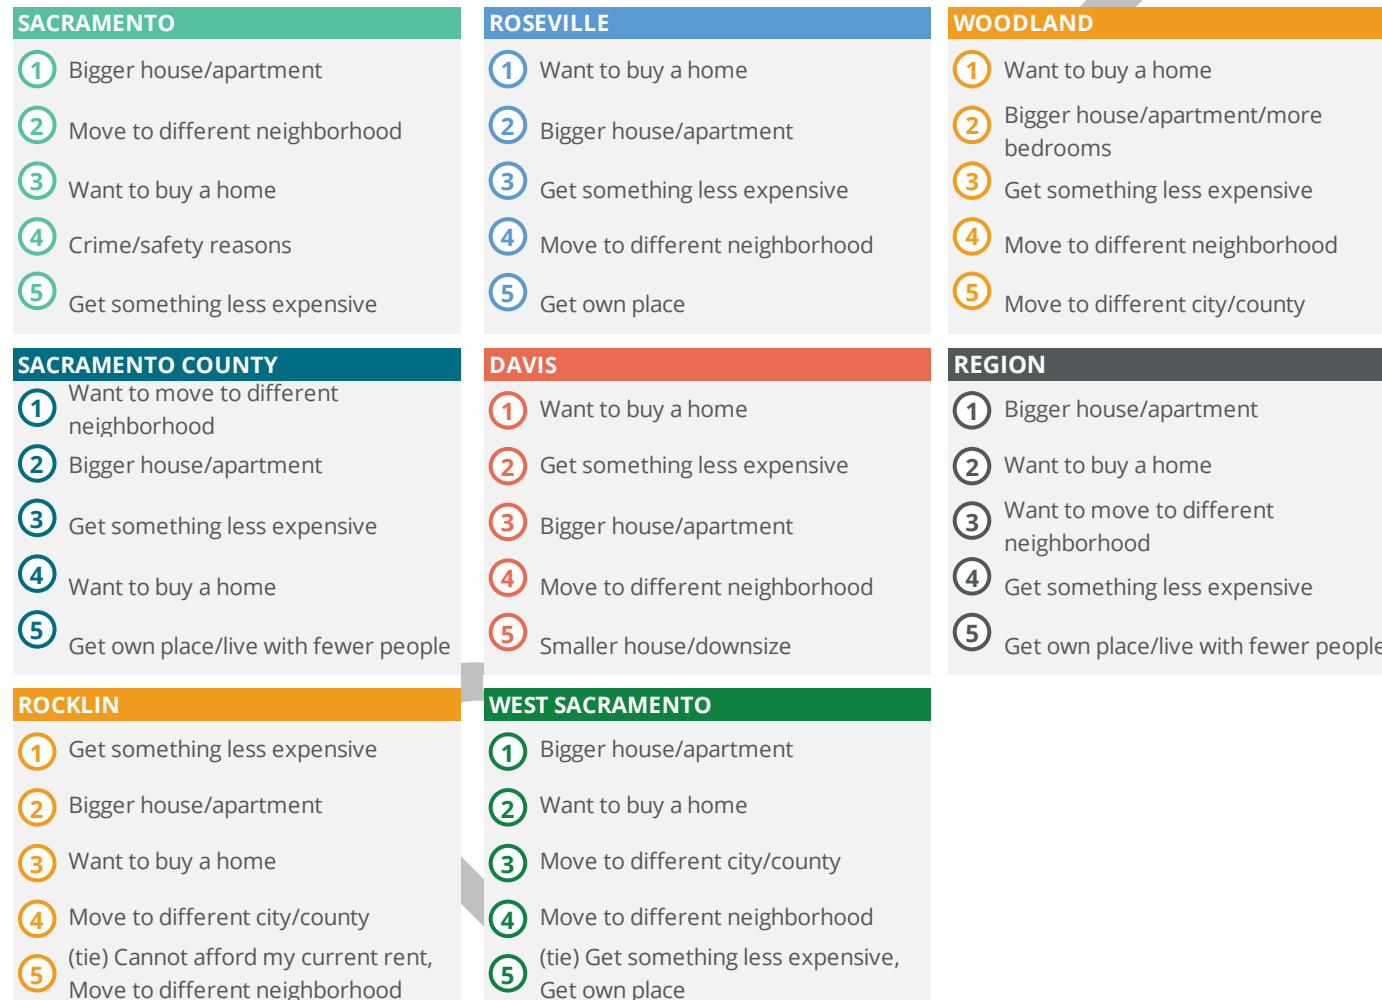 SACRAMENTO
1 Bigger house/apartment
2 Move to different neighborhood
3 Want to buy a home
4 Crime/safety reasons
5 Get something less expensive
ROSEVILLE
1 Want to buy a home
2 Bigger house/apartment
3 Get something less expensive
4 Move to different neighborhood
5 Get own place
WOODLAND
1 Want to buy a home
2 Bigger house/apartment/more
bedrooms
3 Get something less expensive
4 Move to different neighborhood
5 Move to different city/county
SACRAMENTO COUNTY
1 Want to move to different
neighborhood
2 Bigger house/apartment
3 Get something less expensive
4 Want to buy a home
5 Get own place/live with fewer people
DAVIS
1 Want to buy a home
2 Get something less expensive
3 Bigger house/apartment
4 Move to different neighborhood
5 Smaller house/downsize
REGION
1 Bigger house/apartment
2 Want to buy a home
3 Want to move to different
neighborhood
4 Get something less expensive
5 Get own place/live with fewer people
ROCKLIN
1 Get something less expensive
2 Bigger house/apartment
3 Want to buy a home
4 Move to different city/county
5 (tie) Cannot afford my current rent,
Move to different neighborhood
WEST SACRAMENTO
1 Bigger house/apartment
2 Want to buy a home
3 Move to different city/county
4 Move to different neighborhood
5 (tie) Get something less expensive,
Get own place